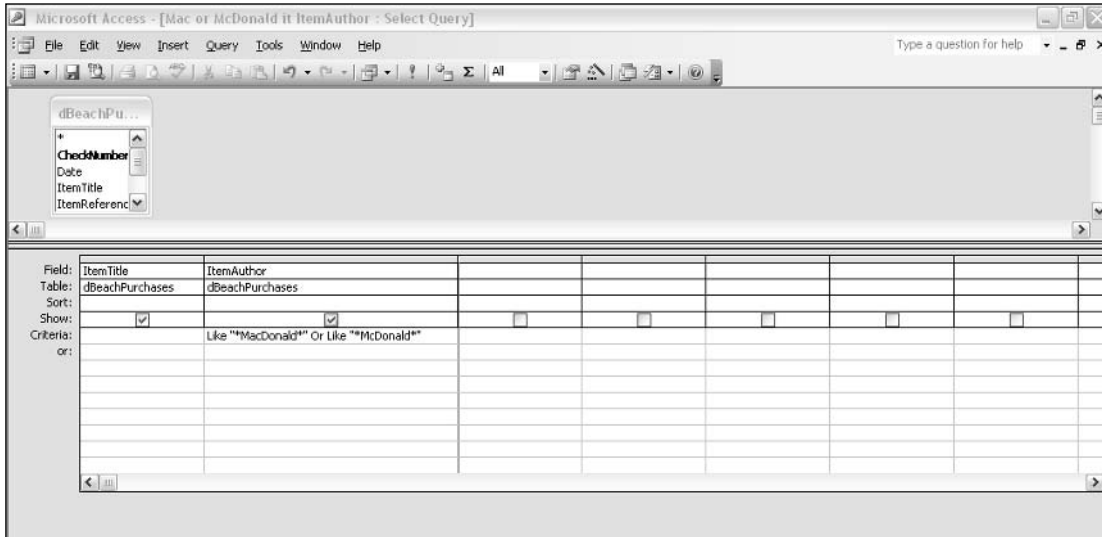 Microsoft Access - [Mac or McDonald it ItemAuthor : Select Query]
File Edit View Insert Query Tools Window Help
Type a question for help
All
dBeachPu...
*
CheckNumber
Date
ItemTitle
ItemReferenc
Field: ItemTitle ItemAuthor
Table: dBeachPurchases dBeachPurchases
Sort:
Show:
Criteria: Like "*MacDonald*" Or Like "*McDonald*"
or: